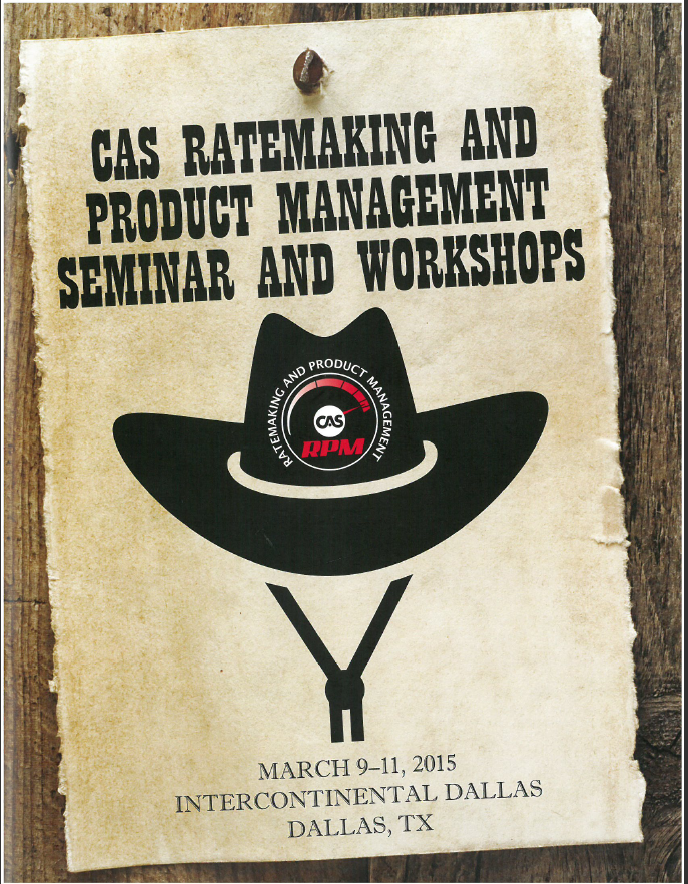 CAS RATEMAKING AND
PRODUCT MANAGEMENT
SEMINAR AND WORKSHOPS
RATEMAKING AND PRODUCT MANAGEMENT
CAS
RPM
MARCH 9–11, 2015
INTERCONTINENTAL DALLAS
DALLAS, TX